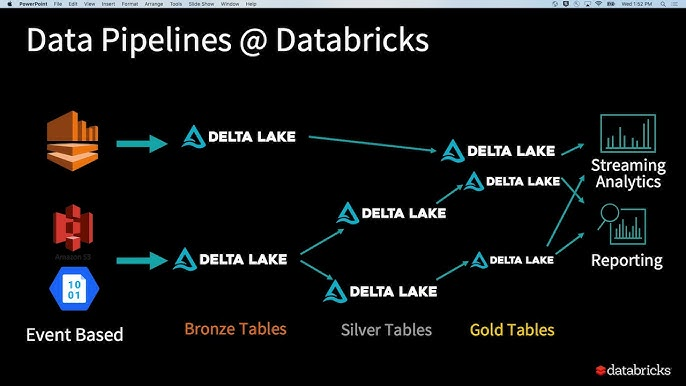 PowerPoint File Edit View Insert Format Arrange Tools Slide Show Window Help
Wed 1:52 PM
Data Pipelines @ Databricks
DELTA LAKE
DELTA LAKE
Streaming
Analytics
DELTA LAKE
DELTA LAKE
Amazon S3
DELTA LAKE
DELTA LAKE
Reporting
10
01
DELTA LAKE
Event Based
Bronze Tables
Silver Tables
Gold Tables
databricks